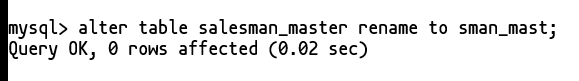 mysql> alter table salesman_master rename to sman_mast;
Query OK, 0 rows affected (0.02 sec)